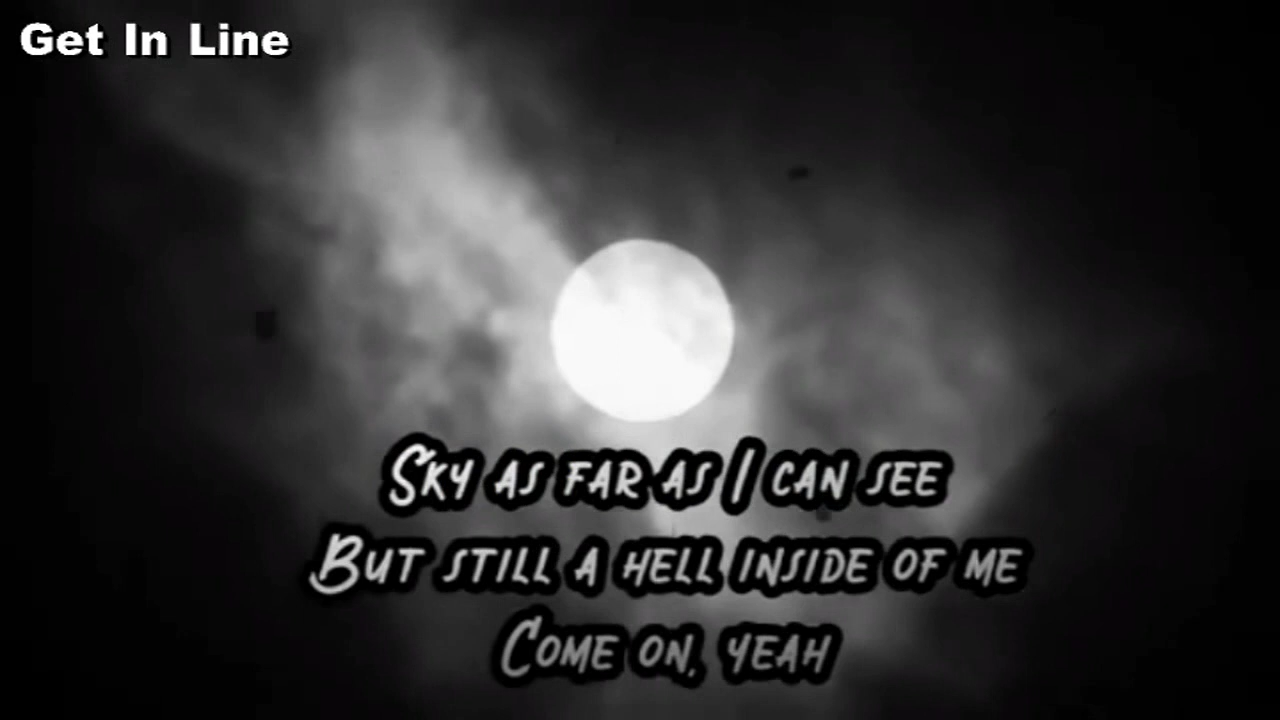 Get In Line
Sky as far as I can see
But still a hell inside of me
Come on, yeah